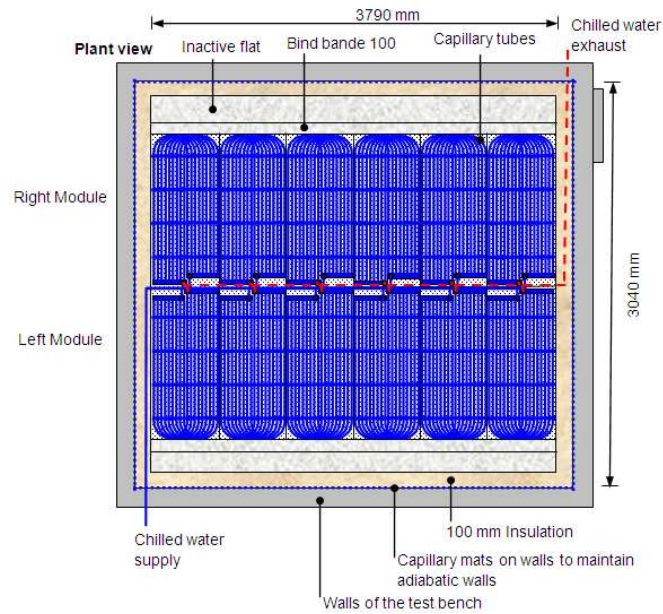 3790 mm
Chilled water
exhaust
Plant view
Inactive flat
Bind bande 100
Capillary tubes
Right Module
3040 mm
Left Module
100 mm Insulation
Chilled water
supply
Capillary mats on walls to maintain
adiabatic walls
Walls of the test bench